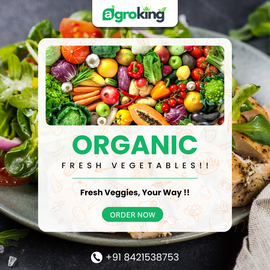 agroking
ORGANIC
FRESH VEGETABLES!!
Fresh Veggies, Your Way !!
ORDER NOW
+91 8421538753